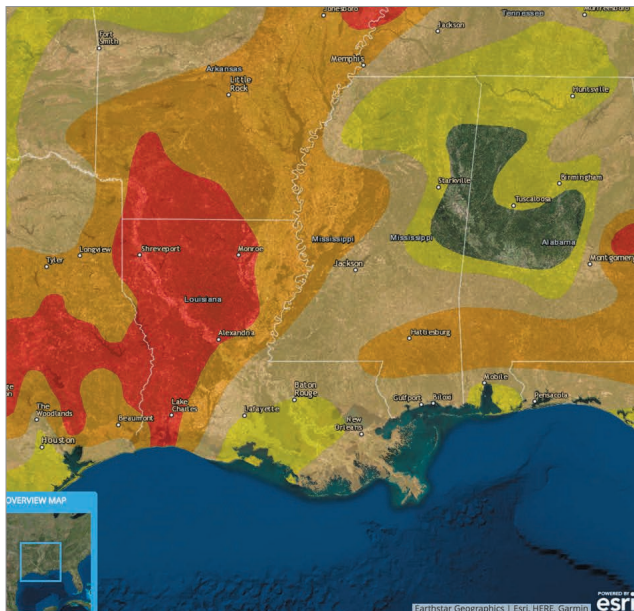 Jonesboro
Jackson
Tennessee
Murfreesboro
Fort
Smith
Memphis
Arkansas
Little
Rock
Huntsville
Starkville
Birmingham
Tuscaloosa
Longview
Shreveport
Monroe
Mississippi
Mississippi
Alabama
Tyler
Jackson
Montgomery
Louisiana
Alexandria
Hattiesburg
Baton
Rouge
Mobile
Lake
Charles
Gulfport
Biloxi
Pensacola
The
Woodlands
Beaumont
Lafayette
New
Orleans
Houston
OVERVIEW MAP
POWERED BY
esri
Earthstar Geographics | Esri, HERE, Garmin